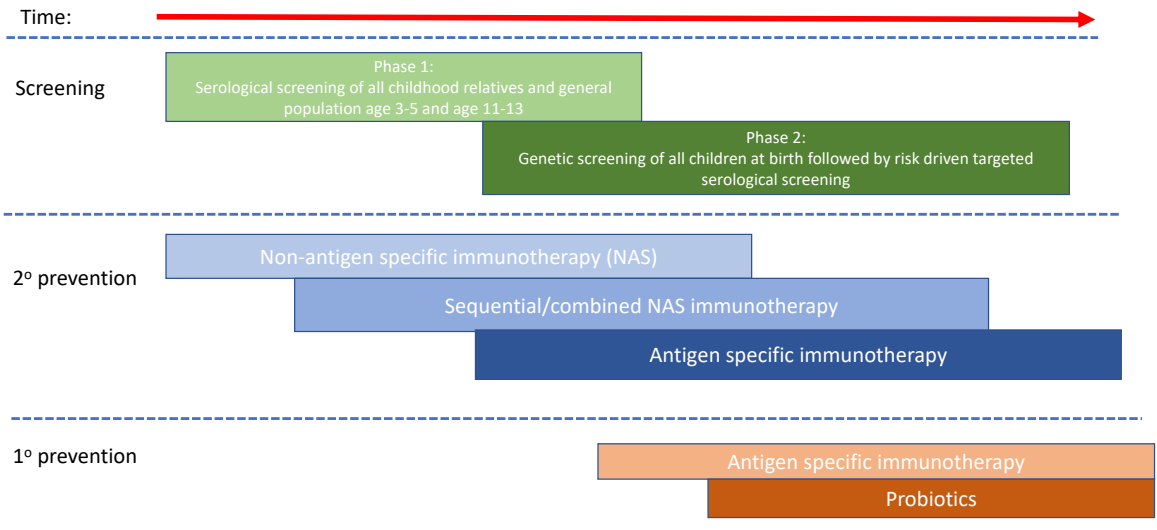 Time:
Screening
Phase 1:
Serological screening of all childhood relatives and general
population age 3-5 and age 11-13
Phase 2:
Genetic screening of all children at birth followed by risk driven targeted
serological screening
2º prevention
Non-antigen specific immunotherapy (NAS)
Sequential/combined NAS immunotherapy
Antigen specific immunotherapy
1º prevention
Antigen specific immunotherapy
Probiotics